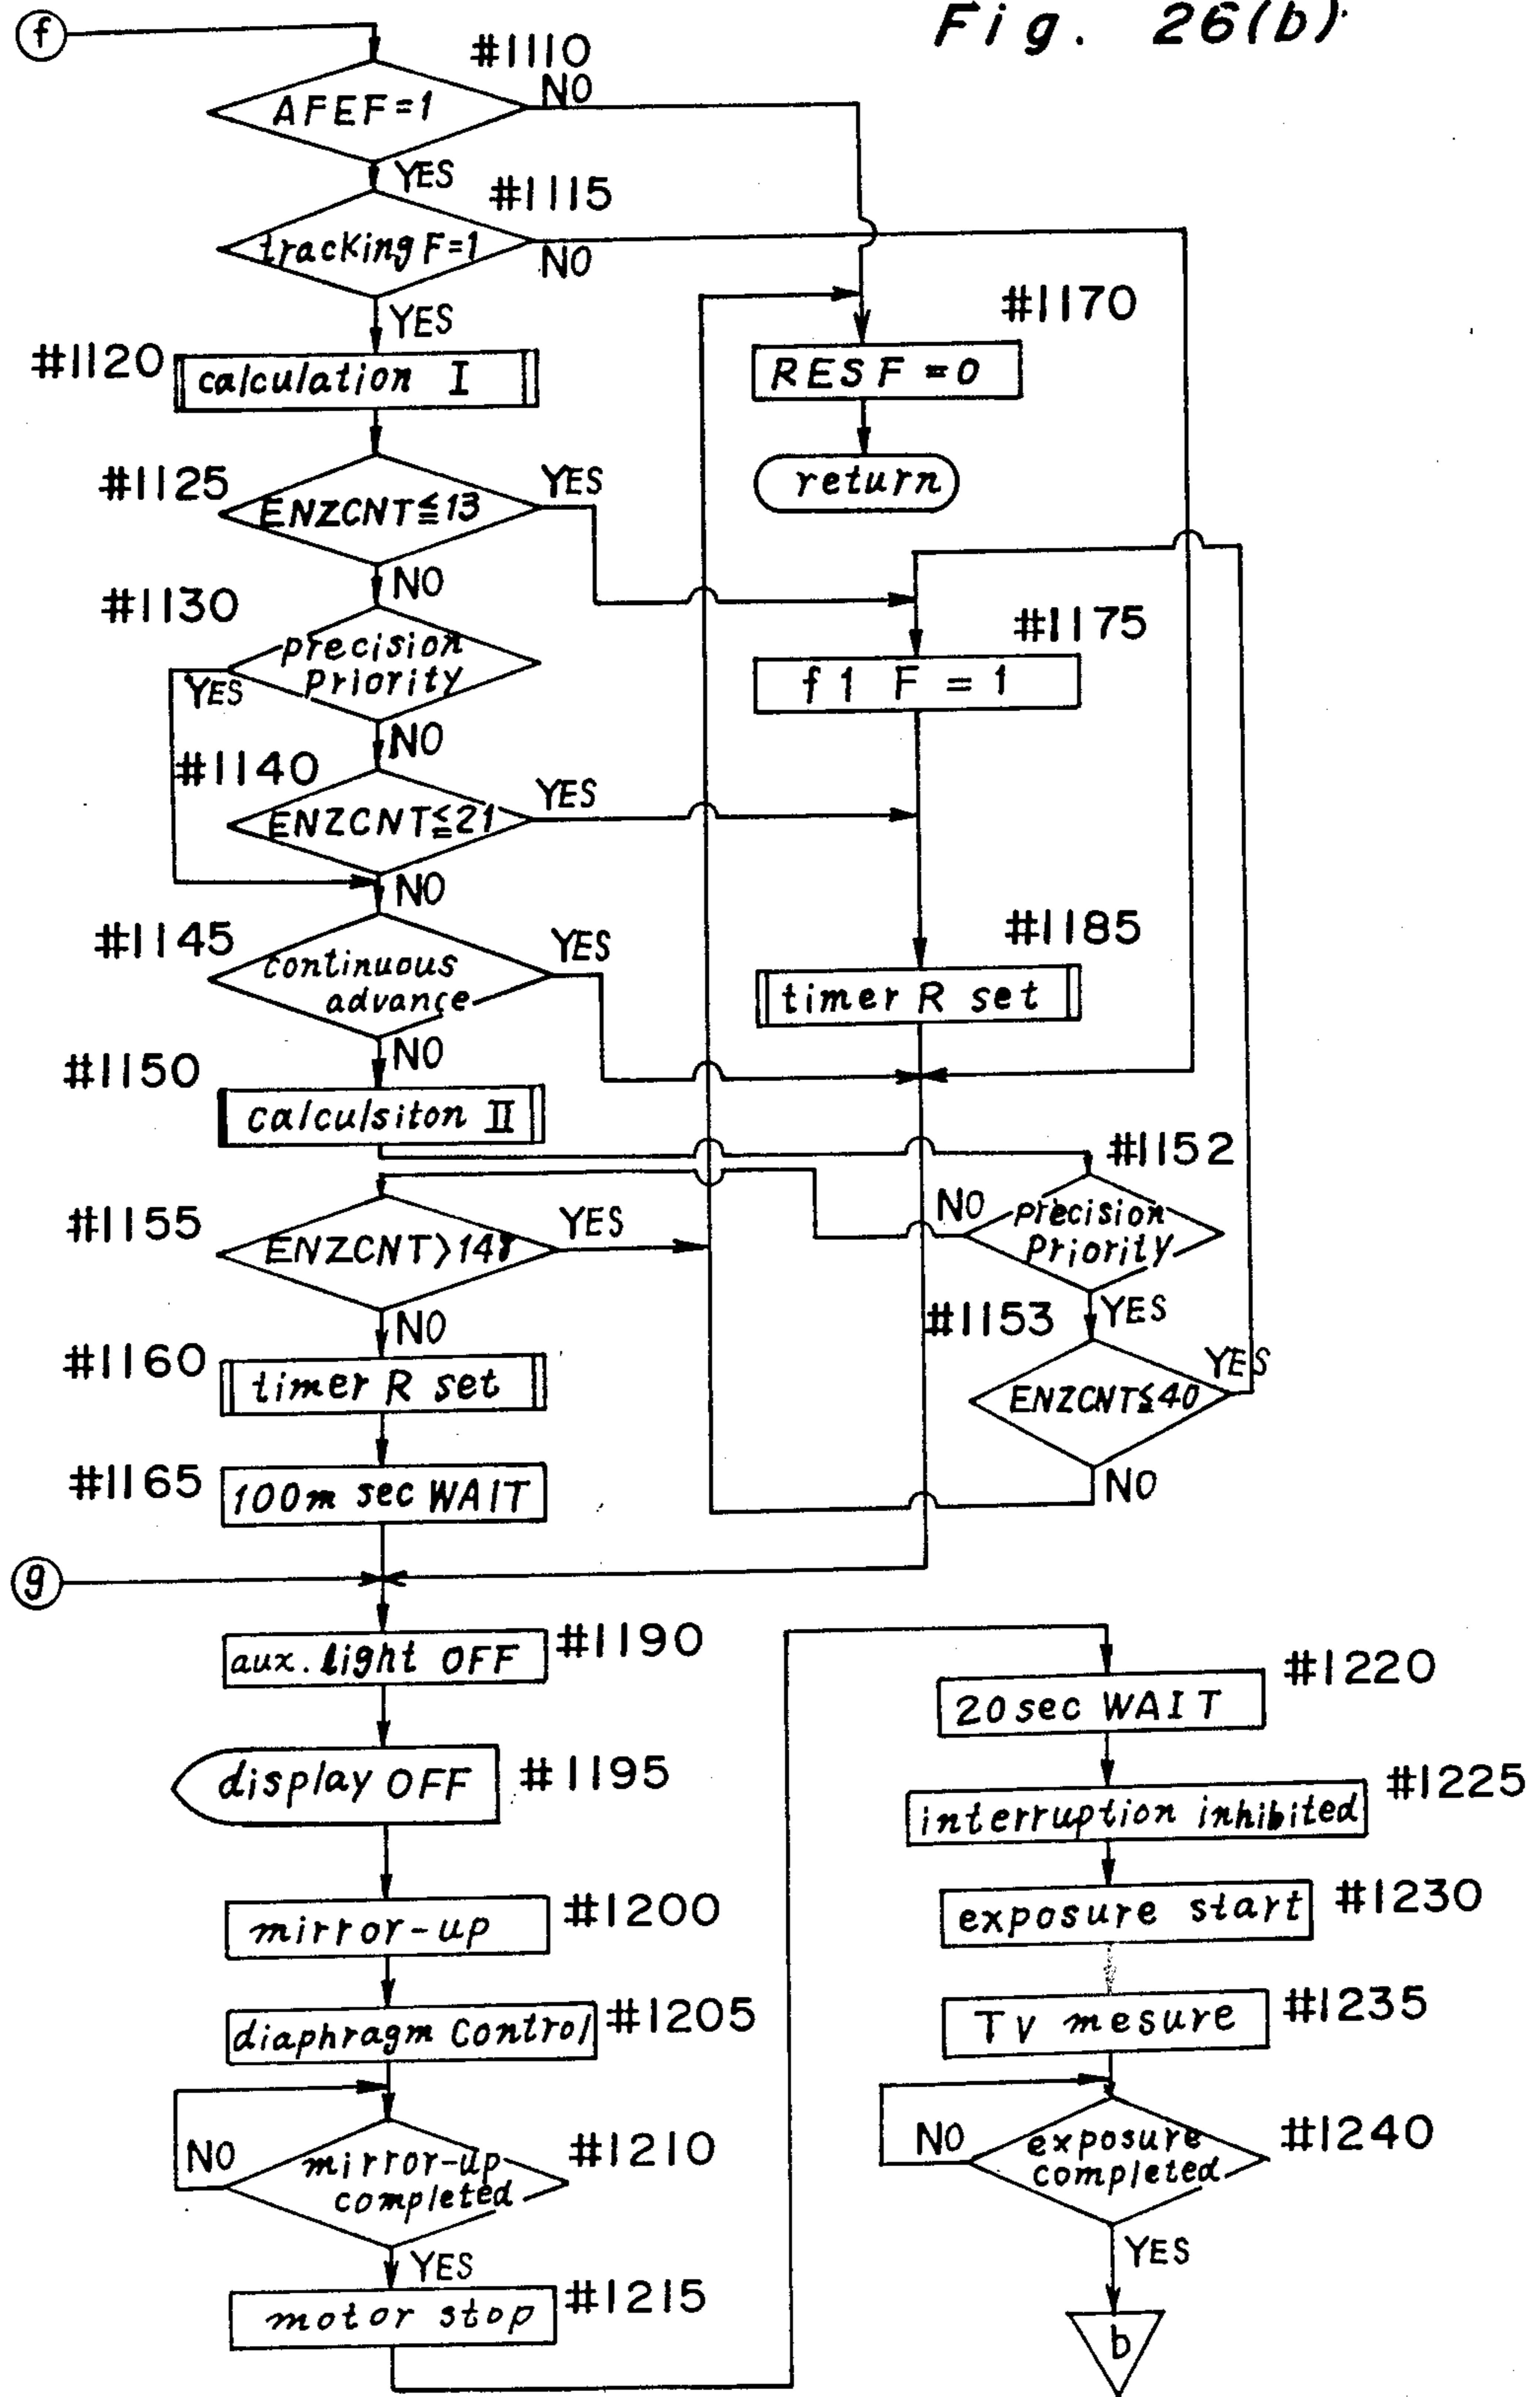 Fig. 26(b)
f
#1110
AFEF=1
NO
YES
#1115
tracking F=1
NO
YES
#1120
calculation I
#1170
RESF=0
return
#1125
ENZCNT≦13
YES
NO
#1130
precision
Priority
YES
NO
#1175
f1 F = 1
#1140
ENZCNT≦21
YES
NO
#1145
continuous
advance
YES
NO
#1185
timer R set
#1150
calculsiton II
#1152
precision
Priority
NO
YES
#1155
YES
NO
#1153
ENZCNT≦40
YES
NO
#1160
timer R set
#1165
100m sec WAIT
g
aux. light OFF
#1190
display OFF
#1195
mirror-up
#1200
diaphragm Control
#1205
mirror-up
completed
#1210
NO
YES
motor stop
#1215
20sec WAIT
#1220
interruption inhibited
#1225
exposure start
#1230
TV mesure
#1235
exposure
completed
#1240
NO
YES
b